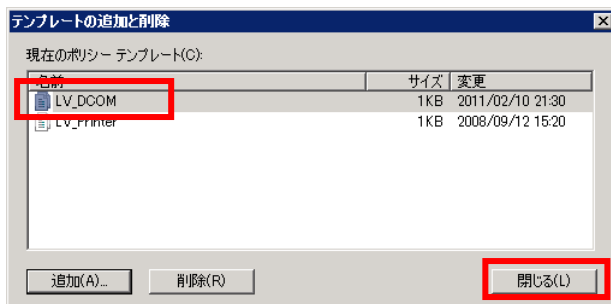 テンプレートの追加と削除
現在のポリシー テンプレート(C):
名前 サイズ 変更
LV_DCOM 1KB 2011/02/10 21:30
LV_Printer 1KB 2008/09/12 15:20
追加(A)... 削除(R) 閉じる(L)